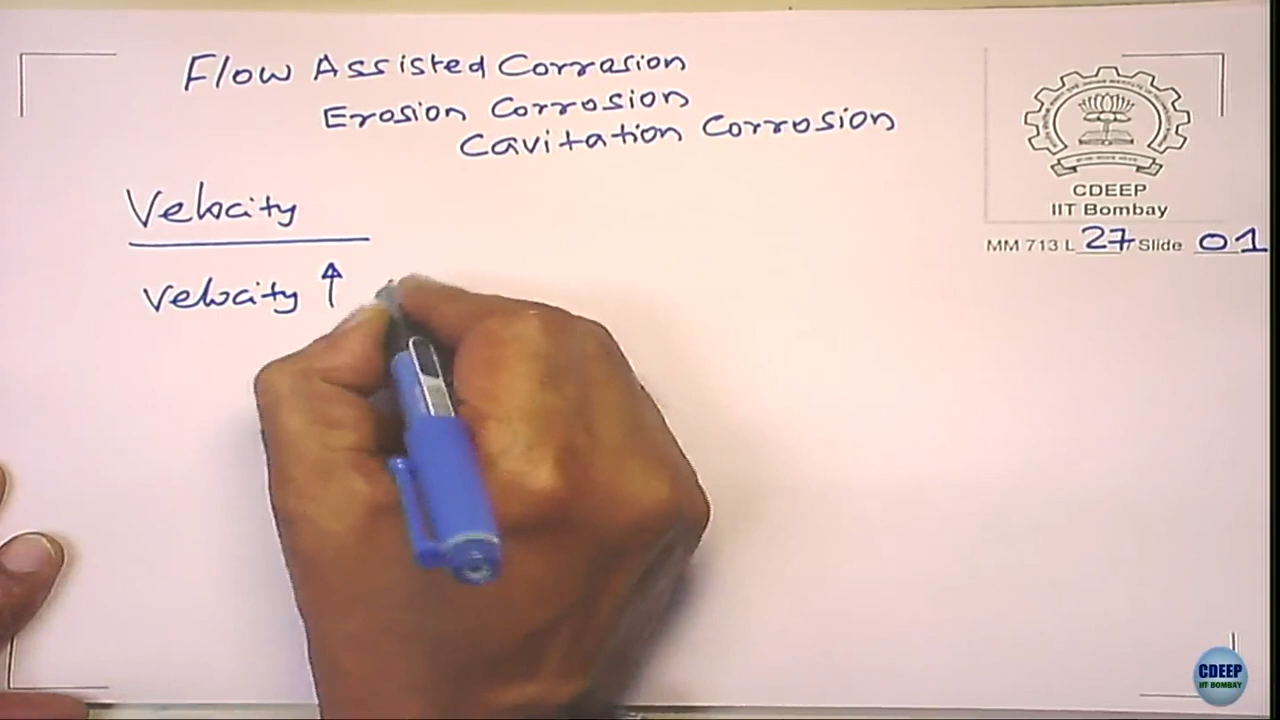 Flow Assisted Corrosion
Erosion Corrosion
Cavitation Corrosion
CDEEP
IIT Bombay
MM 713 L 27 / Slide 01
Velocity
Velocity ↑
CDEEP
IIT BOMBAY